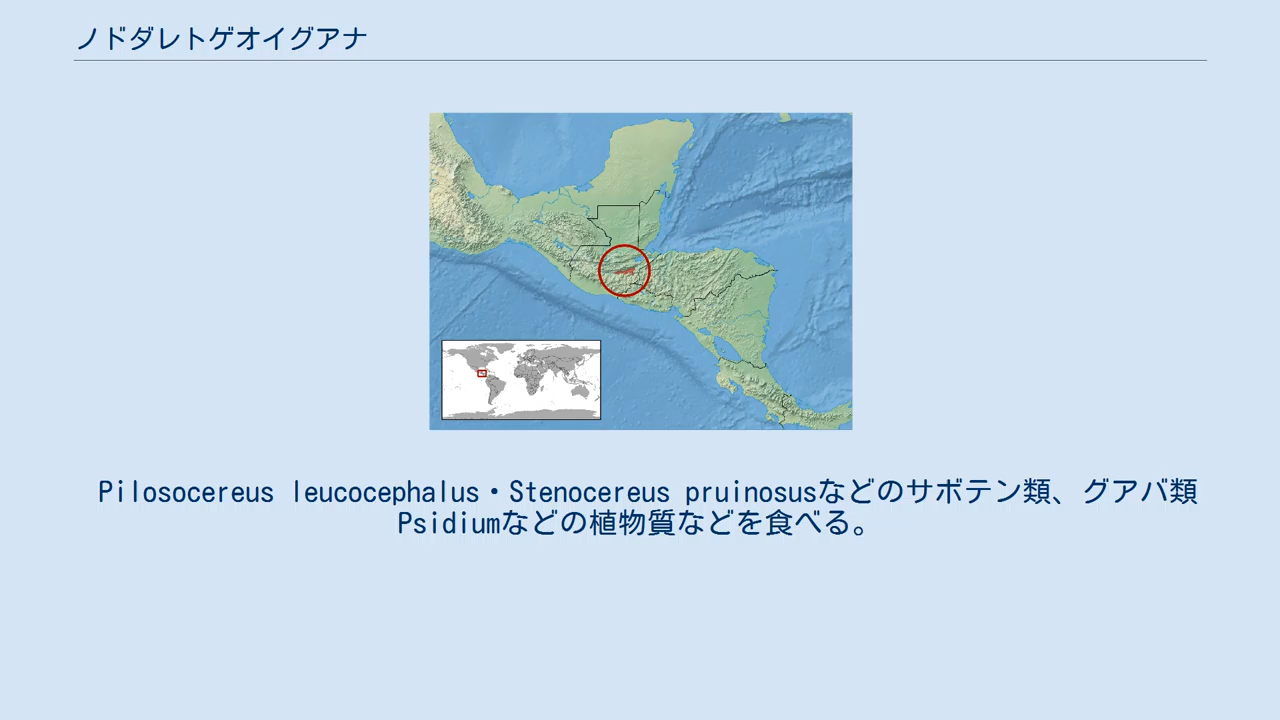 ノドダレトゲオイグアナ
Pilosocereus leucocephalus・Stenocereus pruinosusなどのサボテン類、グアバ類
Psidiumなどの植物質などを食べる。